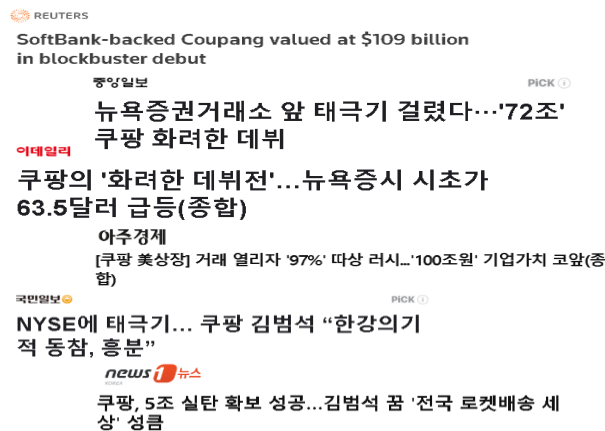 REUTERS
SoftBank-backed Coupang valued at $109 billion
in blockbuster debut
중앙일보 PiCK
뉴욕증권거래소 앞 태극기 걸렸다…'72조'
쿠팡 화려한 데뷔
이데일리
쿠팡의 '화려한 데뷔전'…뉴욕증시 시초가
63.5달러 급등(종합)
아주경제
[쿠팡 美상장] 거래 열리자 '97%' 따상 러시…'100조원' 기업가치 코앞(종
합)
국민일보 PiCK
NYSE에 태극기… 쿠팡 김범석 “한강의기
적 동참, 흥분”
news1뉴스
KOREA
쿠팡, 5조 실탄 확보 성공…김범석 꿈 '전국 로켓배송 세
상' 성큼